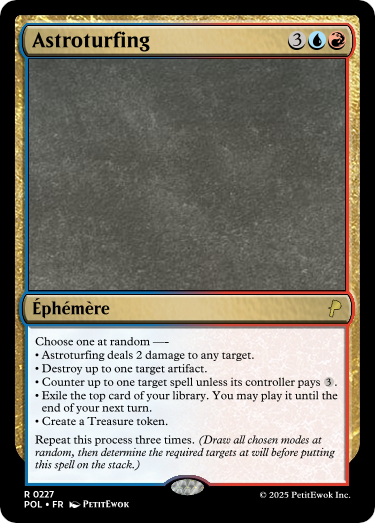 Astroturfing 3
Éphémère
Choose one at random —-
• Astroturfing deals 2 damage to any target.
• Destroy up to one target artifact.
• Counter up to one target spell unless its controller pays 3.
• Exile the top card of your library. You may play it until the
end of your next turn.
• Create a Treasure token.
Repeat this process three times. (Draw all chosen modes at
random, then determine the required targets at will before putting
this spell on the stack.)
R 0227
POL • FR PetitEwok
© 2025 PetitEwok Inc.